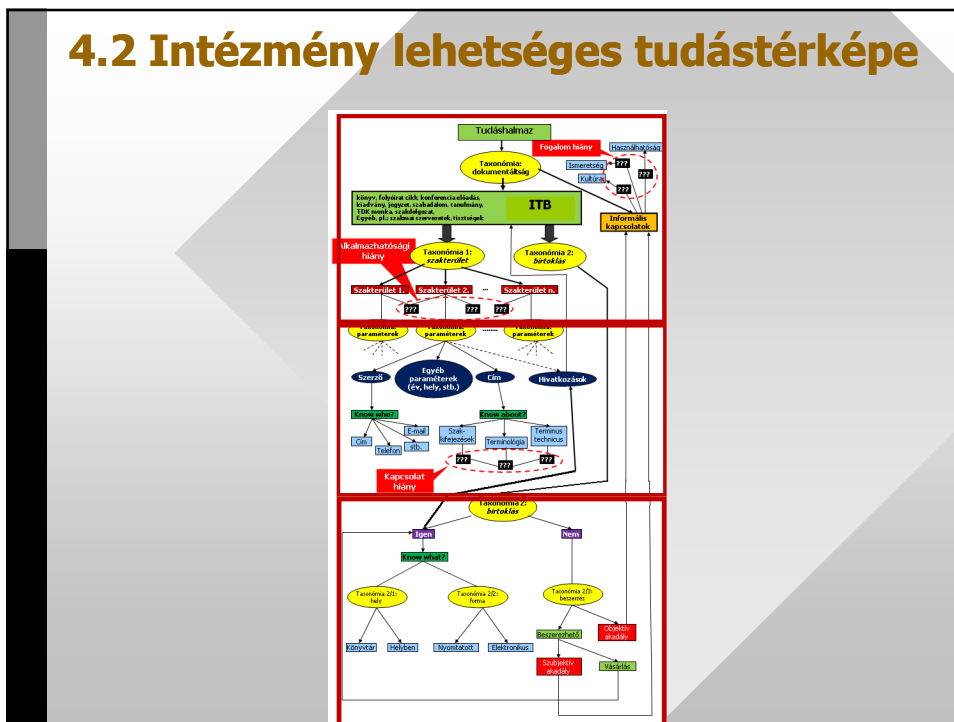 4.2 Intézmény lehetséges tudástérképe
Tudáshalmaz
Fogalom hiány
Használhatóság
Taxonómia:
dokumentáltság
Ismeretség
???
???
Kultúra
???
könyv, folyóirat cikk, konferencia-előadás,
kiadvány, jegyzet, szabadalom, tanulmány,
TDK munka, szakdolgozat,
Egyéb, pl.: szakmai szervezetek, tisztségek
ITB
Informális
kapcsolatok
Alkalmazhatósági
hiány
Taxonómia 1:
szakterület
Taxonómia 2:
birtoklás
Szakterület 1.
Szakterület 2.
...
Szakterület n.
???
???
???
Taxonómia:
paraméterek
Taxonómia:
paraméterek
.......
Taxonómia:
paraméterek
Szerző
Egyéb
paraméterek
(év, hely, stb.)
Cím
Hivatkozások
Know who?
Know about?
Cím
Telefon
E-mail
stb.
Szak-
kifejezések
Terminológia
Terminus
technicus
???
???
???
Kapcsolat
hiány
Taxonómia 2:
birtoklás
Igen
Nem
Know what?
Taxonómia 2/1:
hely
Taxonómia 2/2:
forma
Taxonómia 2/3:
beszerzés
Könyvtár
Helyben
Nyomtatott
Elektronikus
Beszerezhető
Objektív
akadály
Szubjektív
akadály
Vásárlás